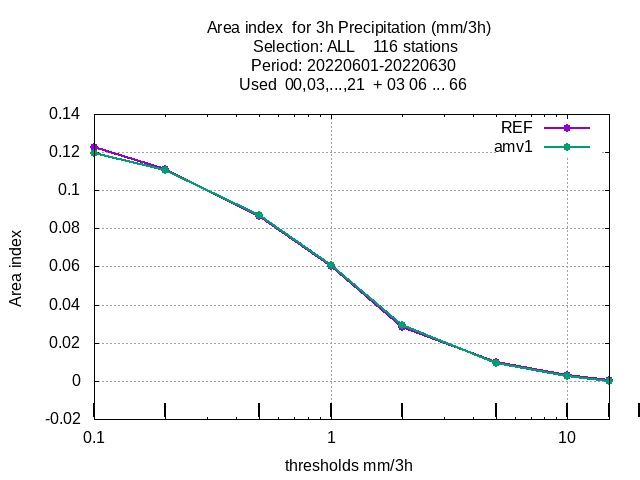 Area index  for 3h Precipitation (mm/3h)
Selection: ALL    116 stations
Period: 20220601-20220630
Used  00,03,...,21  + 03 06 ... 66
REF
amv1
0.14
0.12
0.1
0.08
0.06
0.04
0.02
0
-0.02
Area index
0.1
1
10
thresholds mm/3h